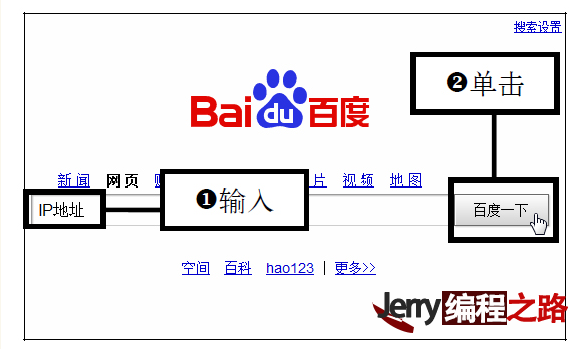 搜索设置
❷单击
Bai du 百度
新闻 网页 片 视频 地图
IP地址
❶输入
百度一下
空间 百科 hao123 | 更多>>
Jerry编程之路